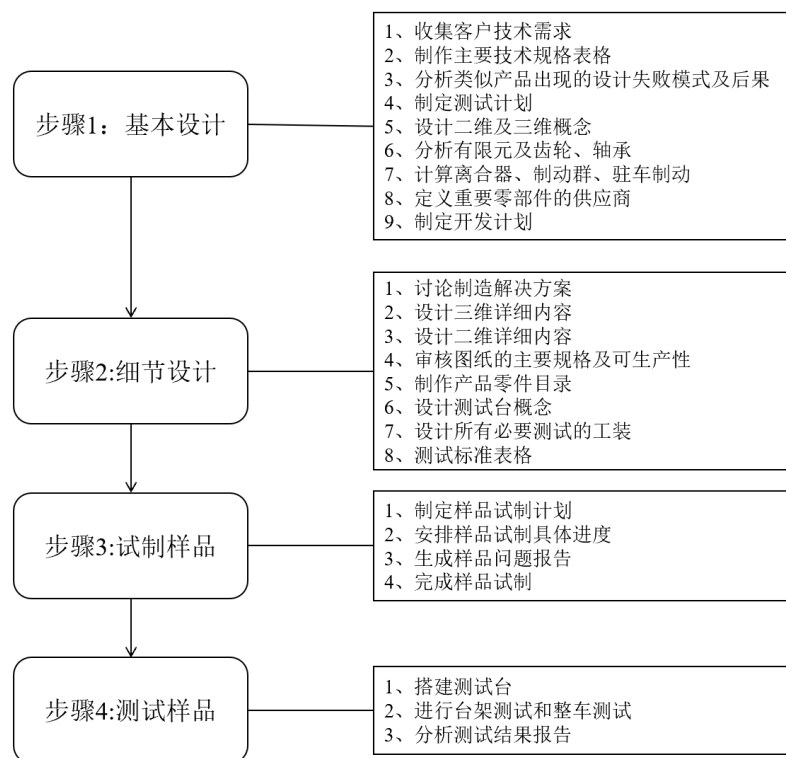 步骤1：基本设计
1、收集客户技术需求
2、制作主要技术规格表格
3、分析类似产品出现的设计失败模式及后果
4、制定测试计划
5、设计二维及三维概念
6、分析有限元及齿轮、轴承
7、计算离合器、制动群、驻车制动
8、定义重要零部件的供应商
9、制定开发计划
步骤2:细节设计
1、讨论制造解决方案
2、设计三维详细内容
3、设计二维详细内容
4、审核图纸的主要规格及可生产性
5、制作产品零件目录
6、设计测试台概念
7、设计所有必要测试的工装
8、测试标准表格
步骤3:试制样品
1、制定样品试制计划
2、安排样品试制具体进度
3、生成样品问题报告
4、完成样品试制
步骤4:测试样品
1、搭建测试台
2、进行台架测试和整车测试
3、分析测试结果报告